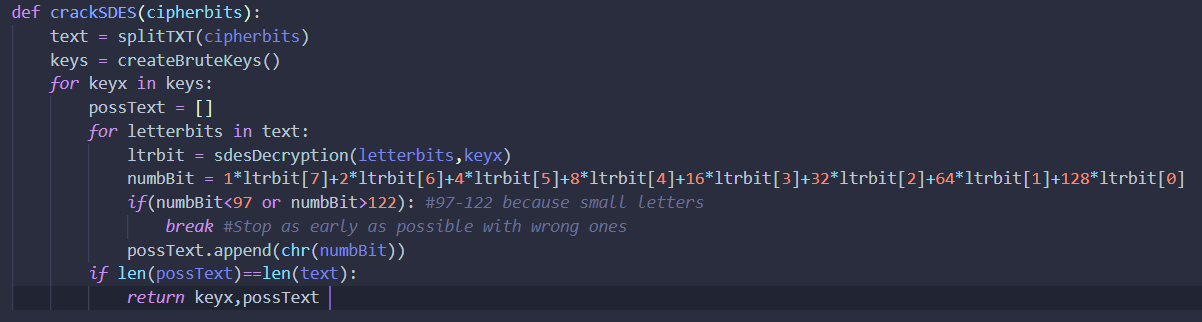 def crackSDES(cipherbits):
    text = splitTXT(cipherbits)
    keys = createBruteKeys()
    for keyx in keys:
        possText = []
        for letterbits in text:
            ltrbit = sdesDecryption(letterbits,keyx)
            numbBit = 1*ltrbit[7]+2*ltrbit[6]+4*ltrbit[5]+8*ltrbit[4]+16*ltrbit[3]+32*ltrbit[2]+64*ltrbit[1]+128*ltrbit[0]
            if(numbBit<97 or numbBit>122): #97-122 because small letters
                break #Stop as early as possible with wrong ones
            possText.append(chr(numbBit))
        if len(possText)==len(text):
            return keyx,possText